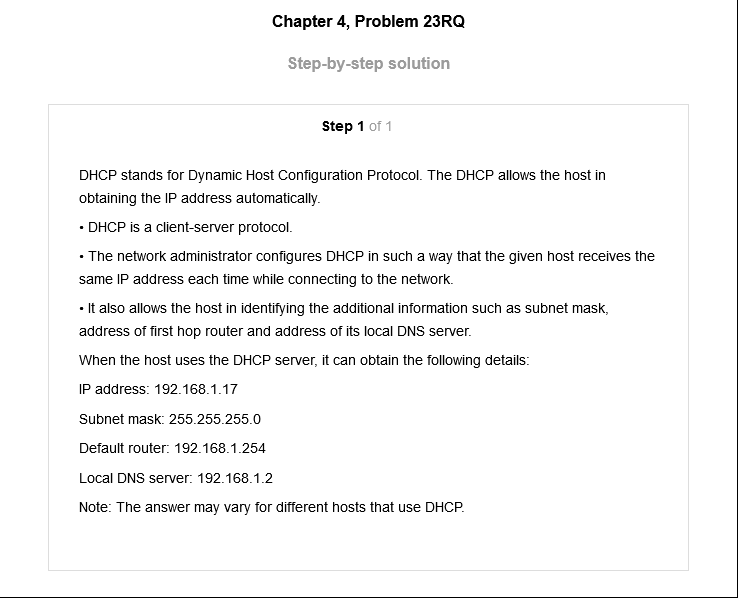 Chapter 4, Problem 23RQ
Step-by-step solution
Step 1 of 1
DHCP stands for Dynamic Host Configuration Protocol. The DHCP allows the host in
obtaining the IP address automatically.
• DHCP is a client-server protocol.
• The network administrator configures DHCP in such a way that the given host receives the
same IP address each time while connecting to the network.
• It also allows the host in identifying the additional information such as subnet mask,
address of first hop router and address of its local DNS server.
When the host uses the DHCP server, it can obtain the following details:
IP address: 192.168.1.17
Subnet mask: 255.255.255.0
Default router: 192.168.1.254
Local DNS server: 192.168.1.2
Note: The answer may vary for different hosts that use DHCP.